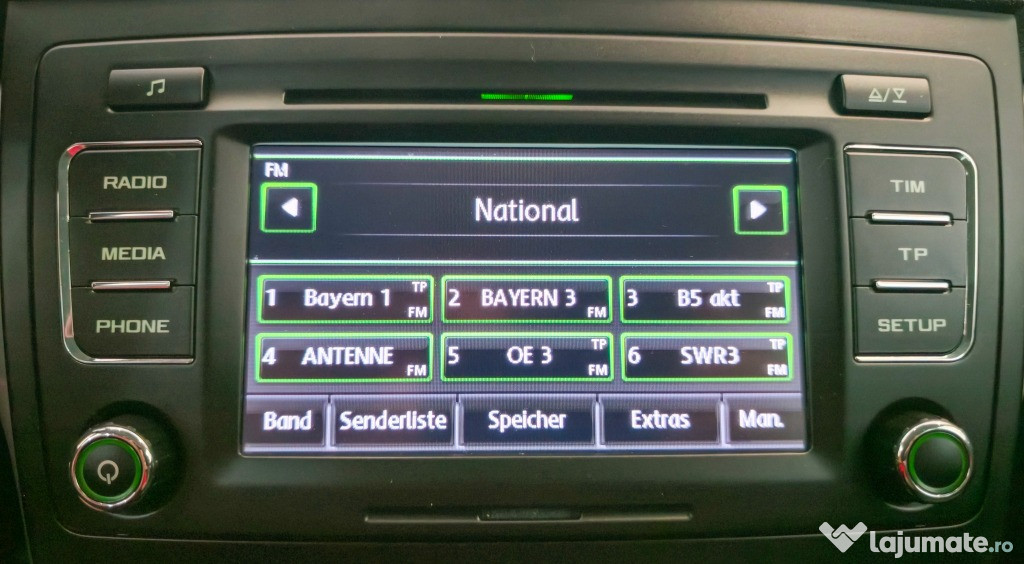 FM
National
RADIO
MEDIA
PHONE
TIM
TP
SETUP
1 Bayern 1 TP FM
2 BAYERN 3 FM
3 B5 akt TP FM
4 ANTENNE FM
5 OE 3 TP FM
6 SWR3 TP FM
Band Senderliste Speicher Extras Man.
lajumate.ro